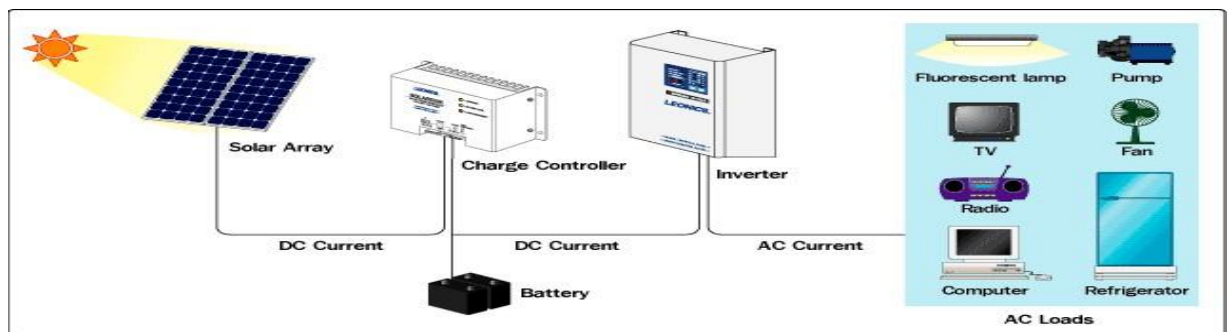 Solar Array
Charge Controller
LEONICS
Inverter
DC Current
DC Current
AC Current
Battery
Fluorescent lamp
Pump
TV
Fan
Radio
Computer
Refrigerator
AC Loads